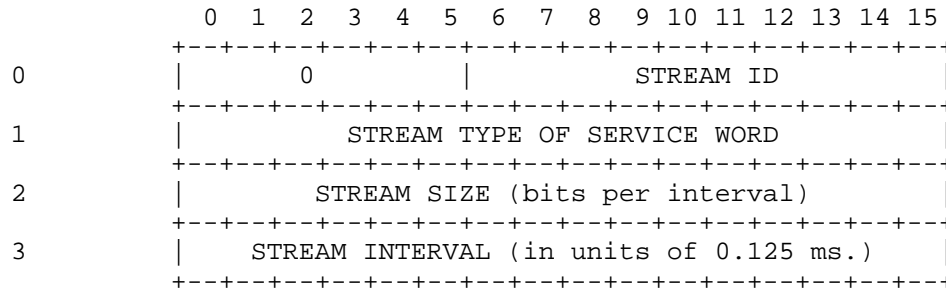 0  1  2  3  4  5  6  7  8  9 10 11 12 13 14 15
+--+--+--+--+--+--+--+--+--+--+--+--+--+--+--+--+
0 | 0 | STREAM ID |
+--+--+--+--+--+--+--+--+--+--+--+--+--+--+--+--+
1 | STREAM TYPE OF SERVICE WORD |
+--+--+--+--+--+--+--+--+--+--+--+--+--+--+--+--+
2 | STREAM SIZE (bits per interval) |
+--+--+--+--+--+--+--+--+--+--+--+--+--+--+--+--+
3 | STREAM INTERVAL (in units of 0.125 ms.) |
+--+--+--+--+--+--+--+--+--+--+--+--+--+--+--+--+